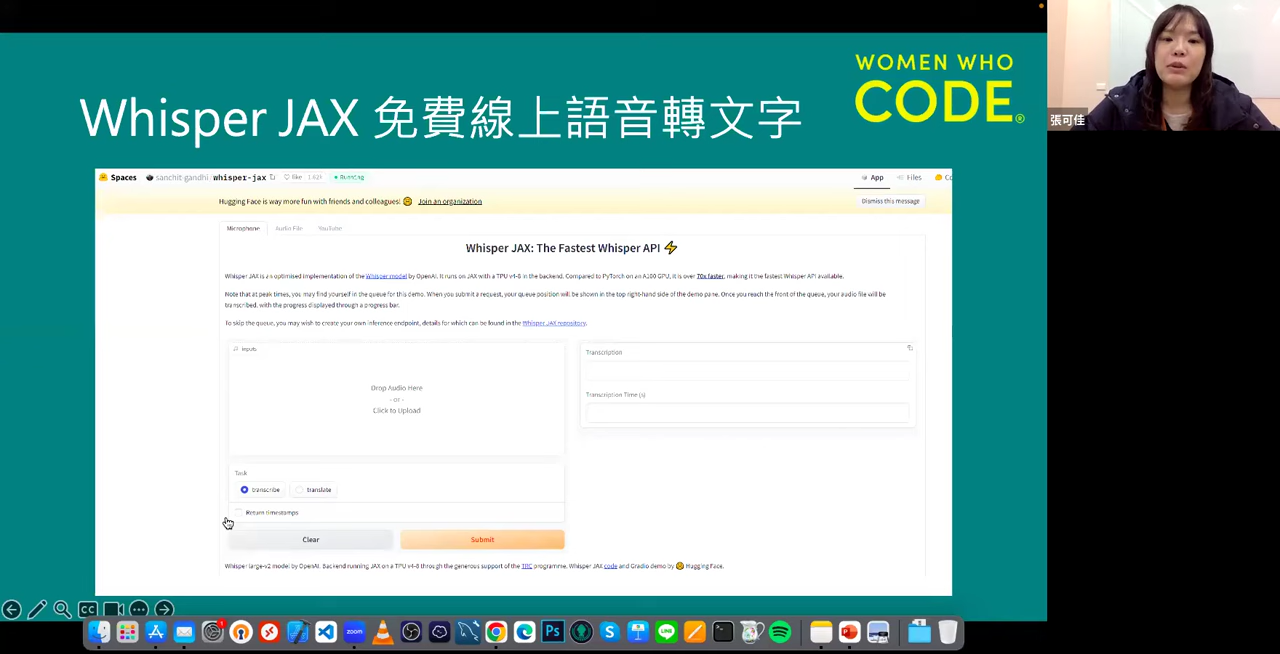 Whisper JAX 免費線上語音轉文字
WOMEN WHO
CODE
張可佳
Spaces
sanchit-gandhi/whisper-jax
like
Running
App
Files
Hugging Face is way more fun with friends and colleagues! Join an organization
Dismiss this message
Microphone
Audio File
YouTube
Whisper JAX: The Fastest Whisper API
Whisper JAX is an optimised implementation of the Whisper model by OpenAI. It runs on JAX with a TPU v4-8 in the backend. Compared to PyTorch on an A100 GPU, it is over 70x faster, making it the fastest Whisper API available.
Note that at peak times, you may find yourself in the queue for this demo. When you submit a request, your queue position will be shown in the top right-hand side of the demo pane. Once you reach the front of the queue, your audio file will be
transcribed, with the progress displayed through a progress bar.
To skip the queue, you may wish to create your own inference endpoint, details for which can be found in the Whisper JAX repository.
inputs
Drop Audio Here
- or -
Click to Upload
Transcription
Transcription Time (s)
Task
transcribe
translate
Return timestamps
Clear
Submit
Whisper large-v2 model by OpenAI. Backend running JAX on a TPU v4-8 through the generous support of the TRC programme. Whisper JAX code and Gradio demo by Hugging Face.
CC
zoom
Ps
LINE